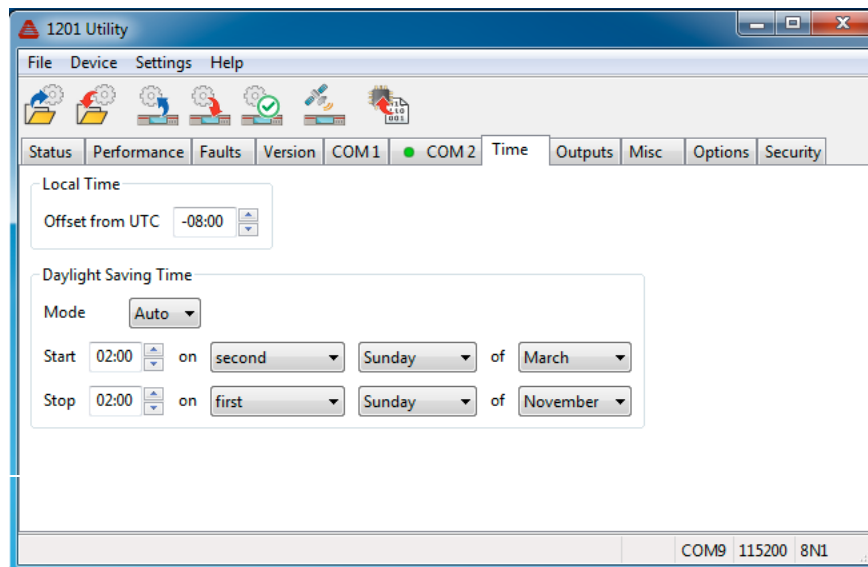 1201 Utility
File Device Settings Help
Status Performance Faults Version COM 1 COM 2 Time Outputs Misc Options Security
Local Time
Offset from UTC -08:00
Daylight Saving Time
Mode Auto
Start 02:00 on second Sunday of March
Stop 02:00 on first Sunday of November
COM9 115200 8N1